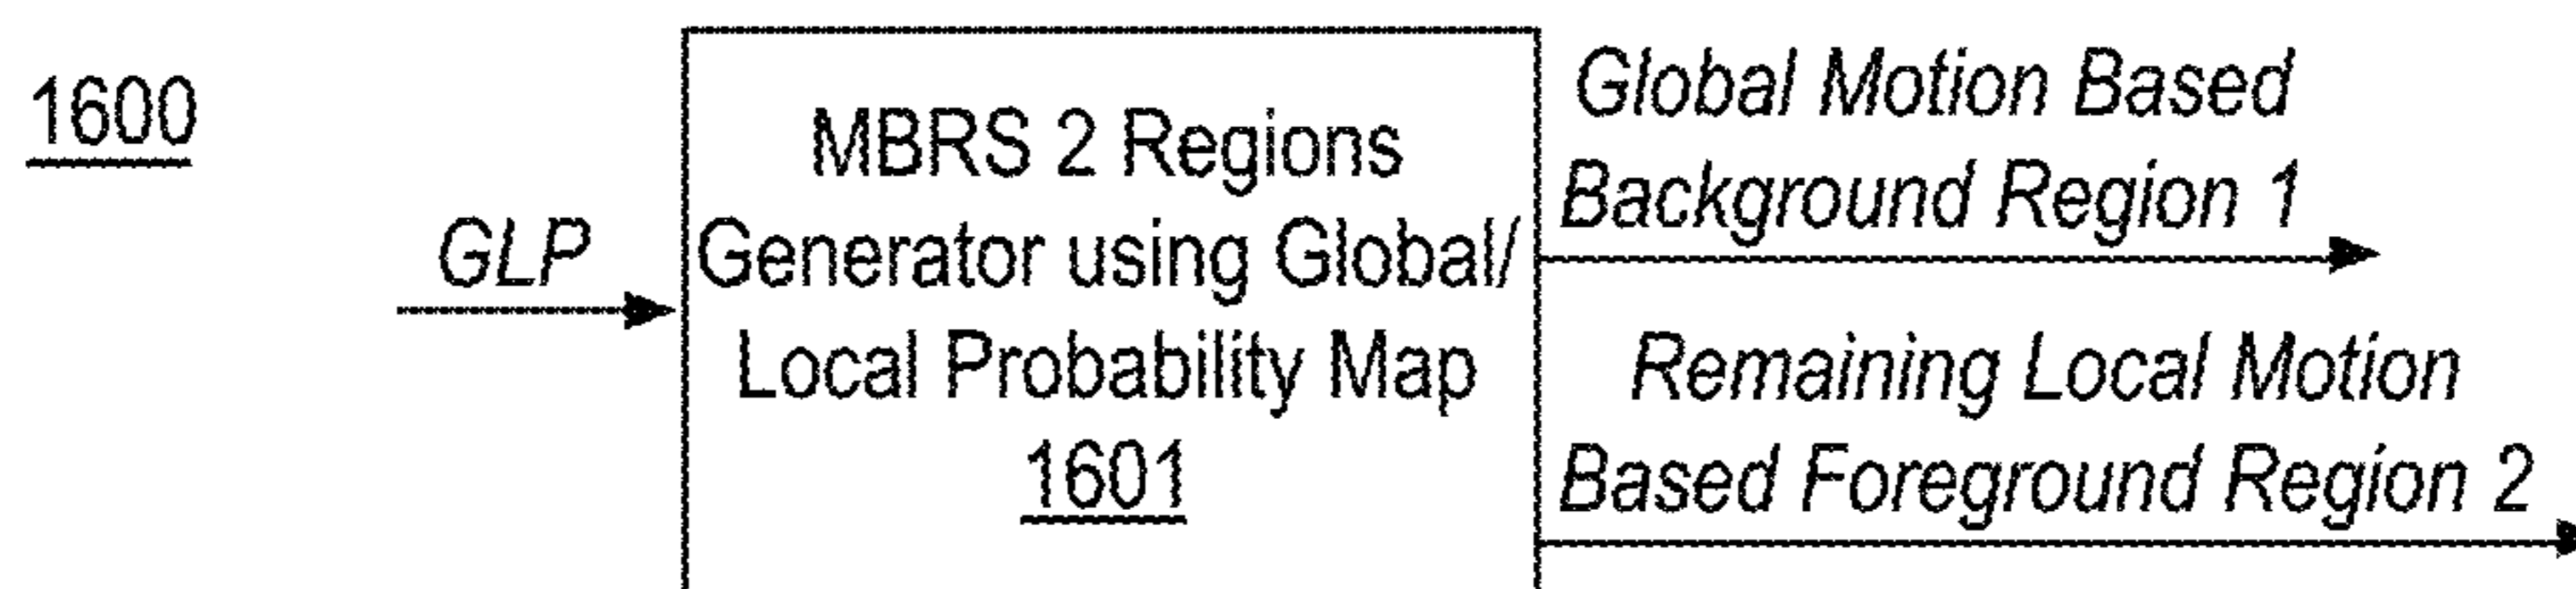 1600
GLP
MBRS 2 Regions
Generator using Global/
Local Probability Map
1601
Global Motion Based
Background Region 1
Remaining Local Motion
Based Foreground Region 2